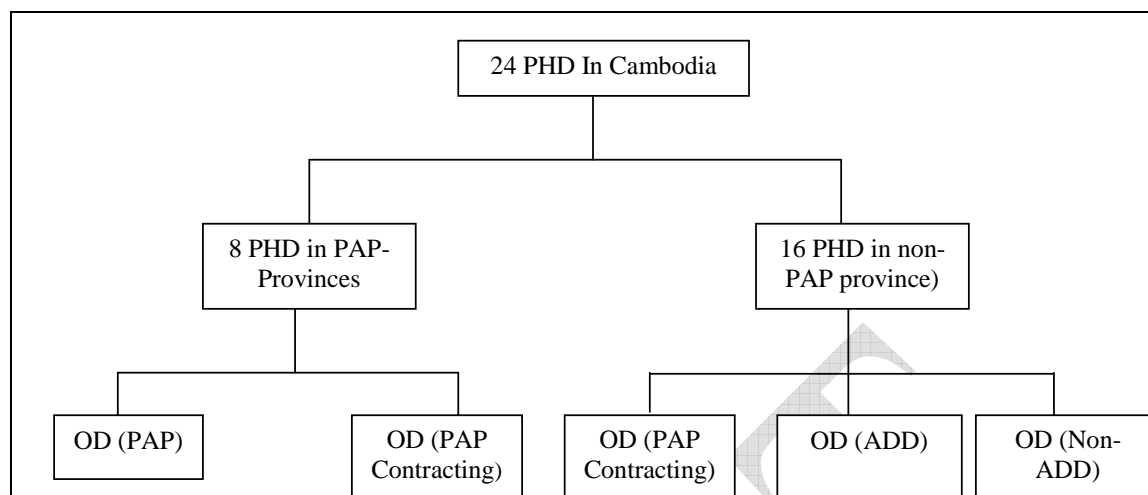 24 PHD In Cambodia
8 PHD in PAP-
Provinces
16 PHD in non-
PAP province)
OD (PAP)
OD (PAP
Contracting)
OD (PAP
Contracting)
OD (ADD)
OD (Non-
ADD)